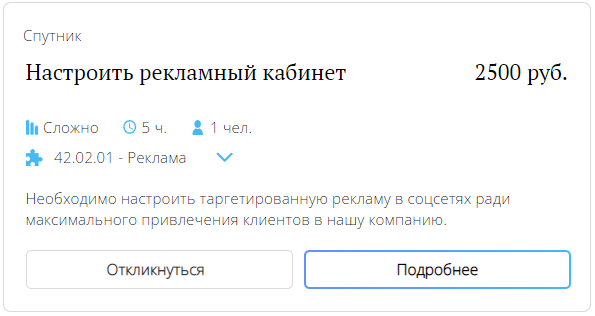 Спутник
Настроить рекламный кабинет 2500 руб.
Сложно 5 ч. 1 чел.
42.02.01 - Реклама
Необходимо настроить таргетированную рекламу в соцсетях ради
максимального привлечения клиентов в нашу компанию.
Откликнуться Подробнее